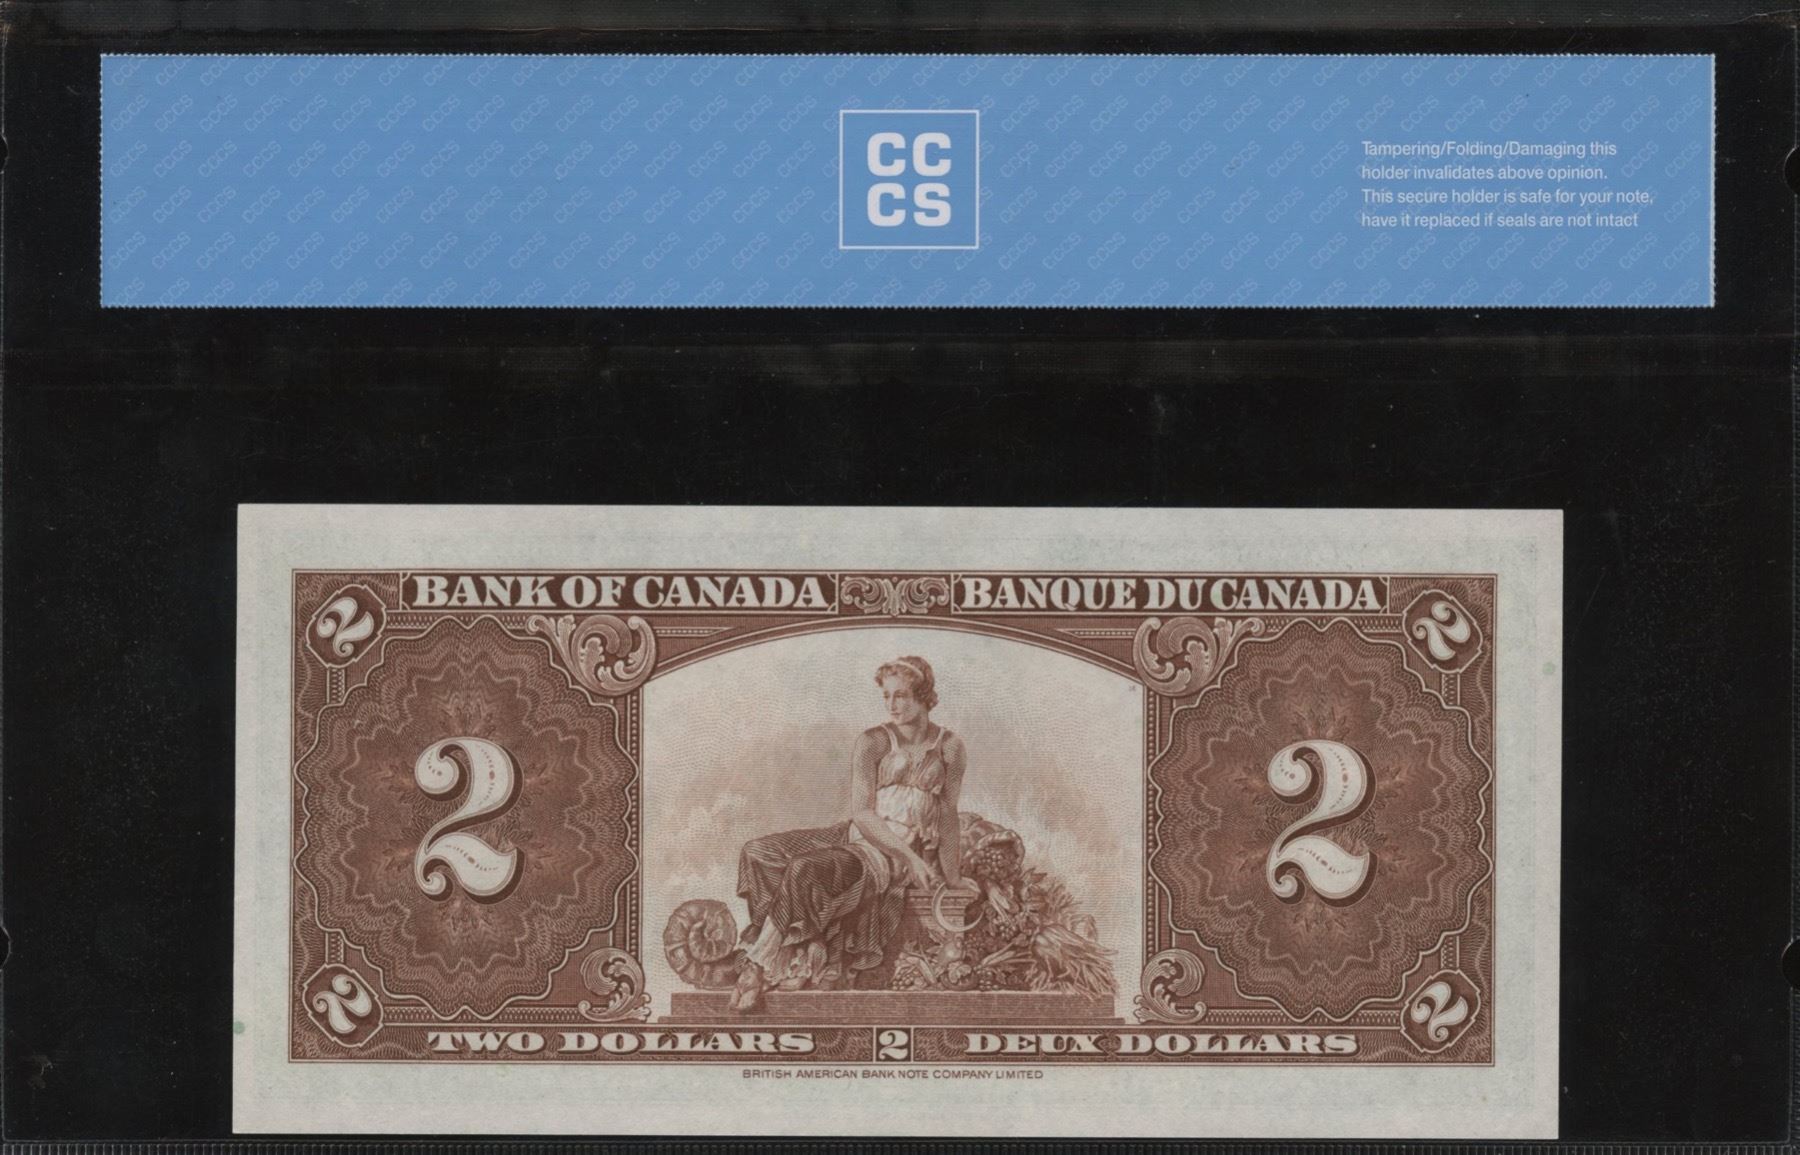 CC
CS
Tampering/Folding/Damaging this
holder invalidates above opinion.
This secure holder is safe for your note,
have it replaced if seals are not intact
BANK OF CANADA BANQUE DU CANADA
2 2
2 2
2 2
TWO DOLLARS 2 DEUX DOLLARS
BRITISH AMERICAN BANK NOTE COMPANY LIMITED